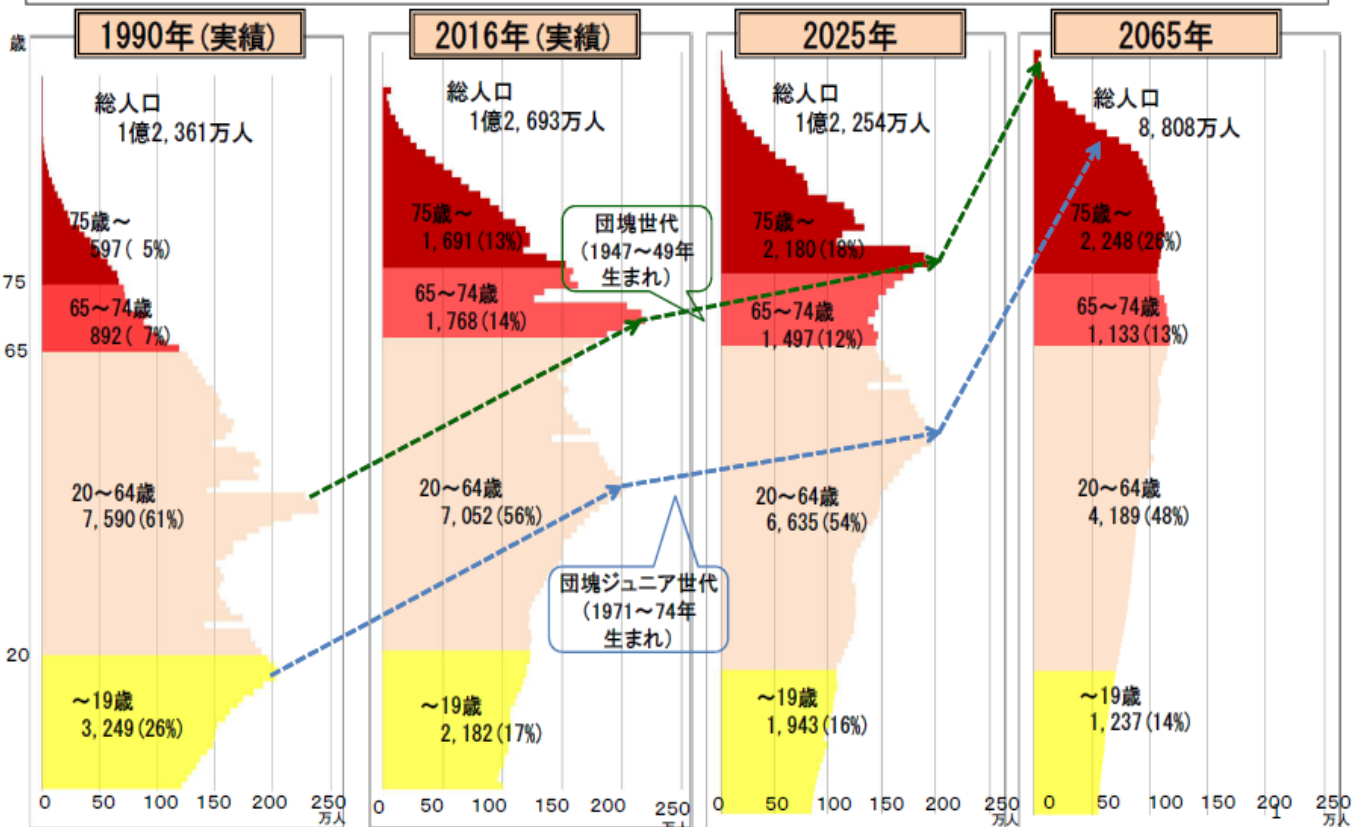 1990年(実績)
2016年(実績)
2025年
2065年
歳
総人口
1億2,361万人
総人口
1億2,693万人
総人口
1億2,254万人
総人口
8,808万人
75歳～
597( 5%)
75歳～
1,691(13%)
団塊世代
(1947～49年
生まれ)
75歳～
2,180(18%)
75歳～
2,248(26%)
75
65～74歳
892( 7%)
65～74歳
1,768(14%)
65～74歳
1,497(12%)
65～74歳
1,133(13%)
65
20～64歳
7,590(61%)
20～64歳
7,052(56%)
20～64歳
6,635(54%)
20～64歳
4,189(48%)
団塊ジュニア世代
(1971～74年
生まれ)
20
～19歳
3,249(26%)
～19歳
2,182(17%)
～19歳
1,943(16%)
～19歳
1,237(14%)
0 50 100 150 200 250
万人
0 50 100 150 200 250
万人
0 50 100 150 200 250
万人
0 50 100 150 200 250
万人
1